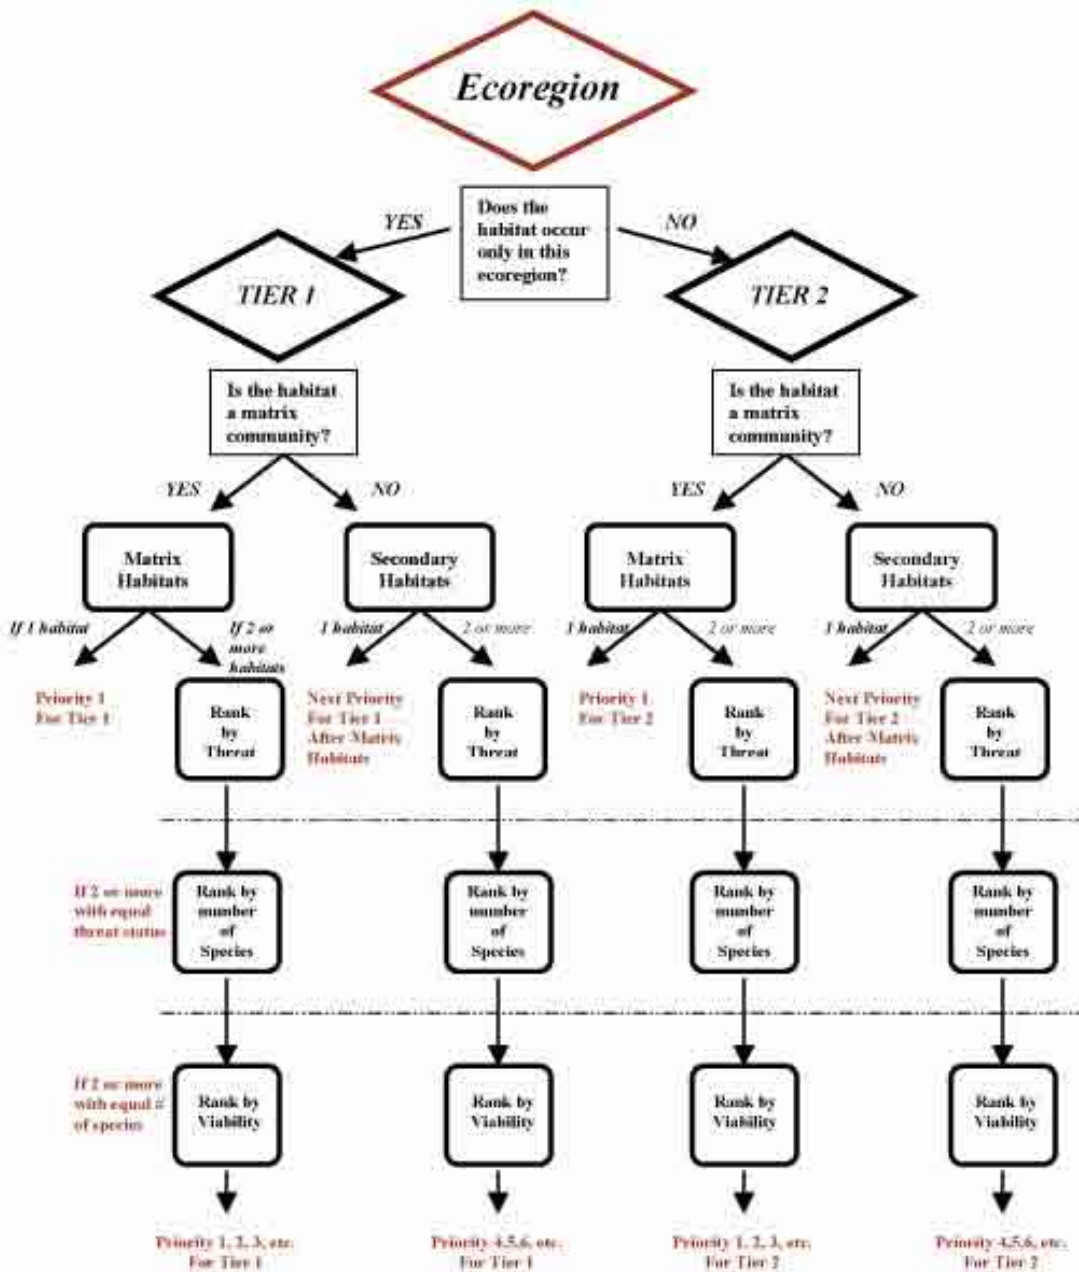 Ecoregion
Does the
habitat occur
only in this
ecoregion?
YES
NO
TIER 1
TIER 2
Is the habitat
a matrix
community?
Is the habitat
a matrix
community?
YES
NO
YES
NO
Matrix
Habitats
Secondary
Habitats
Matrix
Habitats
Secondary
Habitats
If 1 habitat
If 2 or
more
habitats
1 habitat
2 or more
1 habitat
2 or more
1 habitat
2 or more
Priority 1
For Tier 1
Rank
by
Threat
Next Priority
For Tier 1
After Matrix
Habitats
Rank
by
Threat
Priority 1
For Tier 2
Rank
by
Threat
Next Priority
For Tier 2
After Matrix
Habitats
Rank
by
Threat
If 2 or more
with equal
threat status
Rank by
number
of
Species
Rank by
number
of
Species
Rank by
number
of
Species
Rank by
number
of
Species
If 2 or more
with equal #
of species
Rank by
Viability
Rank by
Viability
Rank by
Viability
Rank by
Viability
Priority 1, 2, 3, etc.
For Tier 1
Priority 4,5,6, etc.
For Tier 1
Priority 1, 2, 3, etc.
For Tier 2
Priority 4,5,6, etc.
For Tier 2